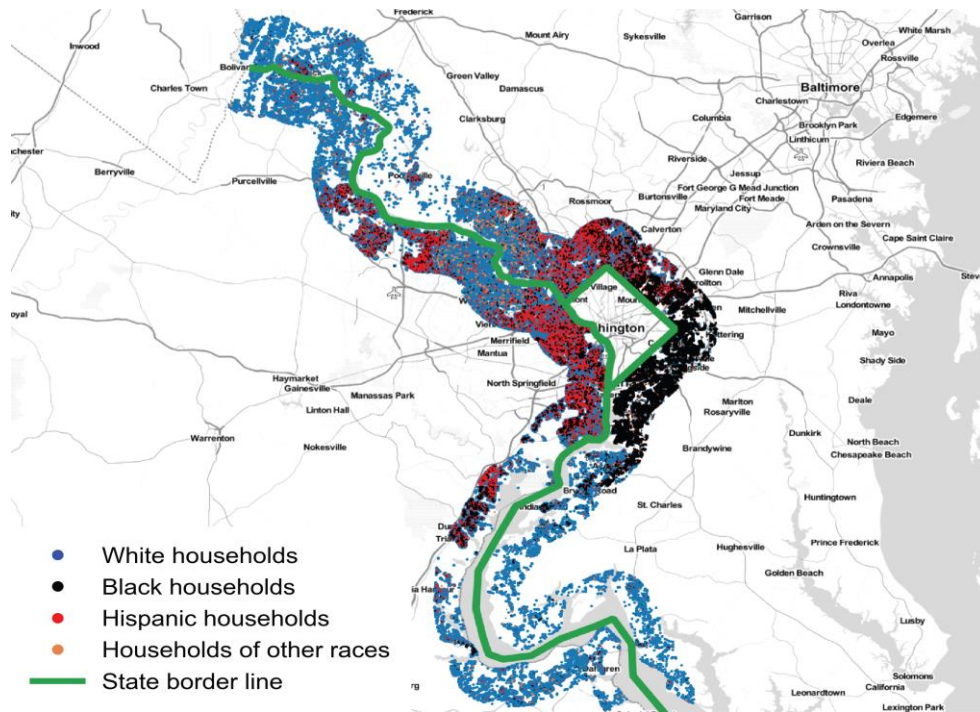 Frederick
Garrison
White Marsh
Inwood
Mount Airy
Sykesville
Overlea
Rossville
Bolivar
Green Valley
Charles Town
Damascus
Baltimore
Charlestown
Edgemere
Clarksburg
Columbia
Brooklyn Park
Linthicum
Riverside
Riviera Beach
Berryville
Purcellville
Jessup
Fort George G Mead Junction
Pasadena
Rossmoor
Burtonsville
Fort Meade
Maryland City
Arden on the Severn
Calverton
Crownsville
Cape Saint Claire
Glenn Dale
Annapolis
Riva
Village
Londontowne
Mitchellville
Merrifield
Mayo
Mantua
Shady Side
Haymarket
North Springfield
Gainesville
Manassas Park
Marlton
Deale
Linton Hall
Rosaryville
Warrenton
Nokesville
Brandywine
Dunkirk
North Beach
Chesapeake Beach
St. Charles
Huntingtown
La Plata
Hughesville
Prince Frederick
Golden Beach
Lusby
Solomons
Leonardtown
California
Lexington Park
White households
Black households
Hispanic households
Households of other races
State border line